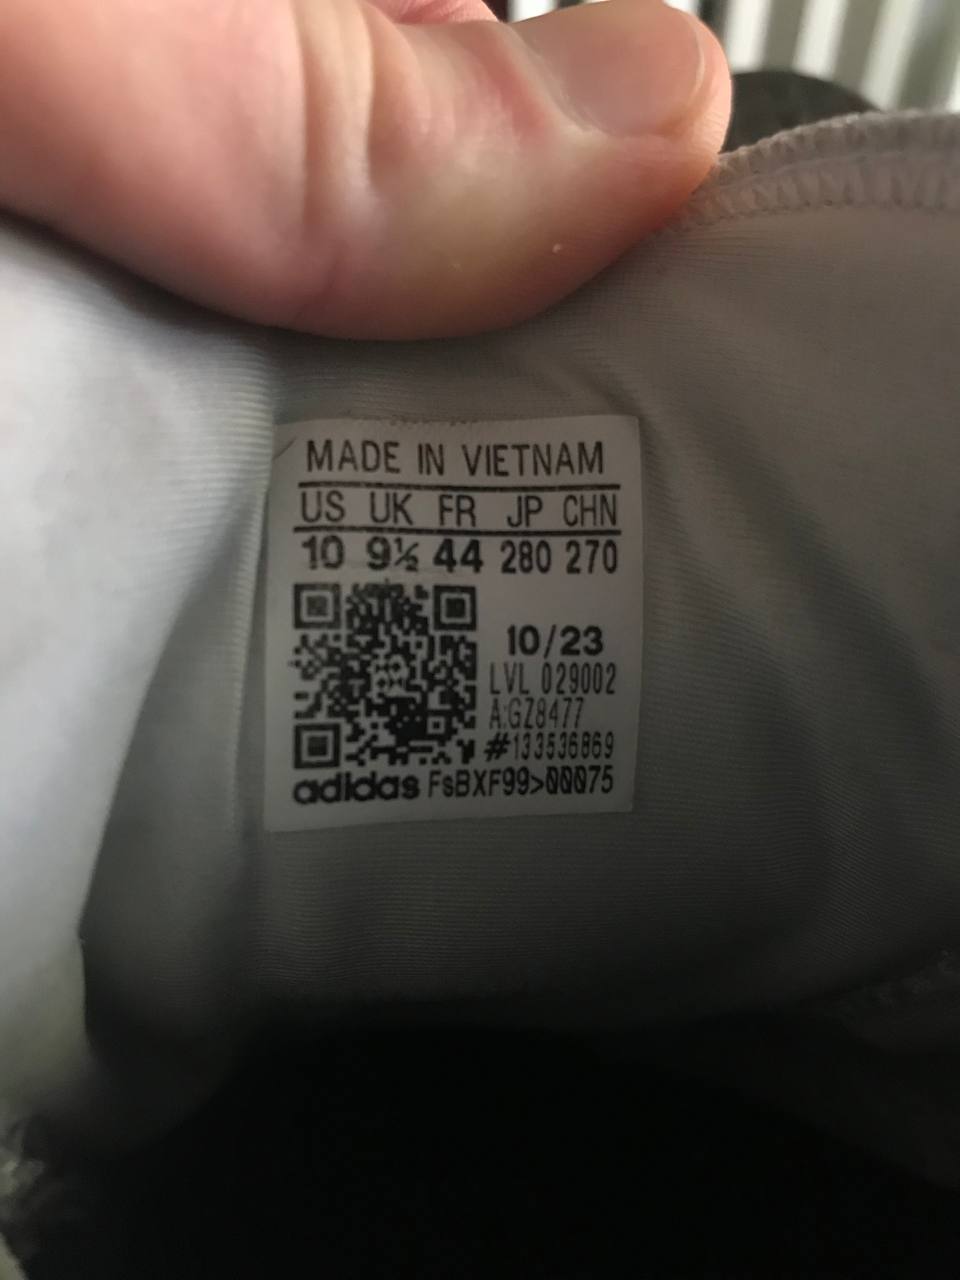 MADE IN VIETNAM
US UK FR JP CHN
10 9½ 44 280 270
10/23
LVL 029002
A:GZ8477
#133536869
adidas FsBXF99>00075